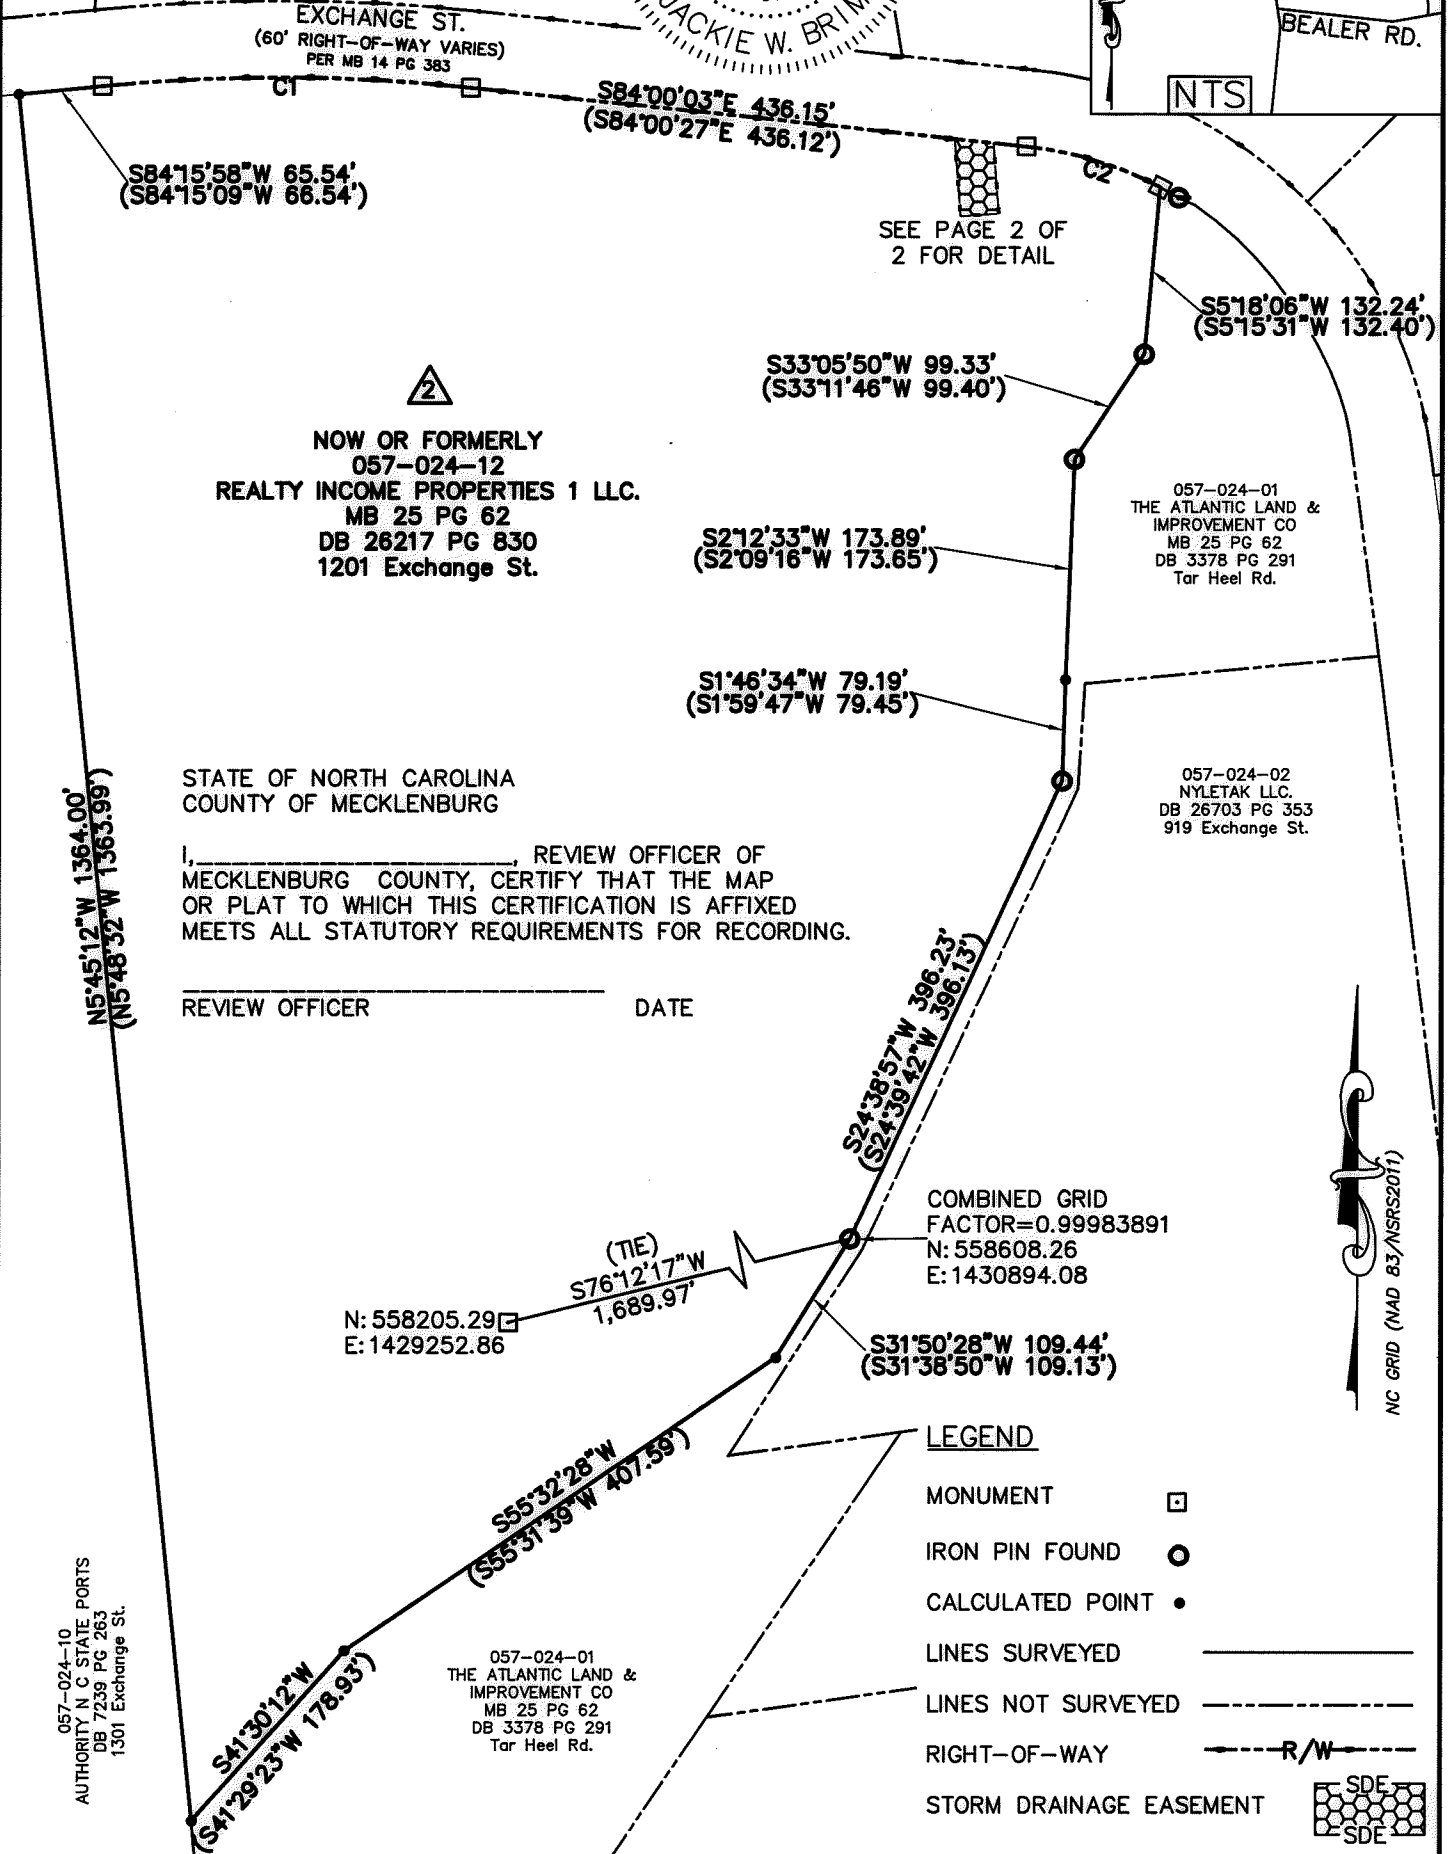 EXCHANGE ST.
(60' RIGHT-OF-WAY VARIES)
PER MB 14 PG 383
JACKIE W. BRIM
BEALER RD.
NTS
C1
S84°00'03"E 436.15'
(S84°00'27"E 436.12')
C2
S84°15'58"W 65.54'
(S84°15'09"W 66.54')
SEE PAGE 2 OF
2 FOR DETAIL
S5°18'06"W 132.24'
(S5°15'31"W 132.40')
S33°05'50"W 99.33'
(S33°11'46"W 99.40')
2
NOW OR FORMERLY
057-024-12
REALTY INCOME PROPERTIES 1 LLC.
MB 25 PG 62
DB 26217 PG 830
1201 Exchange St.
057-024-01
THE ATLANTIC LAND &
IMPROVEMENT CO
MB 25 PG 62
DB 3378 PG 291
Tar Heel Rd.
S2°12'33"W 173.89'
(S2°09'16"W 173.65')
S1°46'34"W 79.19'
(S1°59'47"W 79.45')
057-024-02
NYLETAK LLC.
DB 26703 PG 353
919 Exchange St.
N5°45'12"W 1364.00'
(N5°48'32"W 1363.99')
STATE OF NORTH CAROLINA
COUNTY OF MECKLENBURG
I,______________________, REVIEW OFFICER OF
MECKLENBURG COUNTY, CERTIFY THAT THE MAP
OR PLAT TO WHICH THIS CERTIFICATION IS AFFIXED
MEETS ALL STATUTORY REQUIREMENTS FOR RECORDING.
______________________________
REVIEW OFFICER DATE
S24°38'57"W 396.23'
(S24°39'42"W 396.13')
COMBINED GRID
FACTOR=0.99983891
N: 558608.26
E: 1430894.08
(TIE)
S76°12'17"W
1,689.97'
N: 558205.29
E: 1429252.86
NC GRID (NAD 83/NSRS2011)
S31°50'28"W 109.44'
(S31°38'50"W 109.13')
S55°32'28"W
(S55°31'39"W 407.59')
S41°30'12"W
(S41°29'23"W 178.93')
057-024-10
AUTHORITY N C STATE PORTS
DB 7239 PG 263
1301 Exchange St.
057-024-01
THE ATLANTIC LAND &
IMPROVEMENT CO
MB 25 PG 62
DB 3378 PG 291
Tar Heel Rd.
LEGEND
MONUMENT
IRON PIN FOUND
CALCULATED POINT
LINES SURVEYED
LINES NOT SURVEYED
RIGHT-OF-WAY R/W
STORM DRAINAGE EASEMENT SDE
SDE